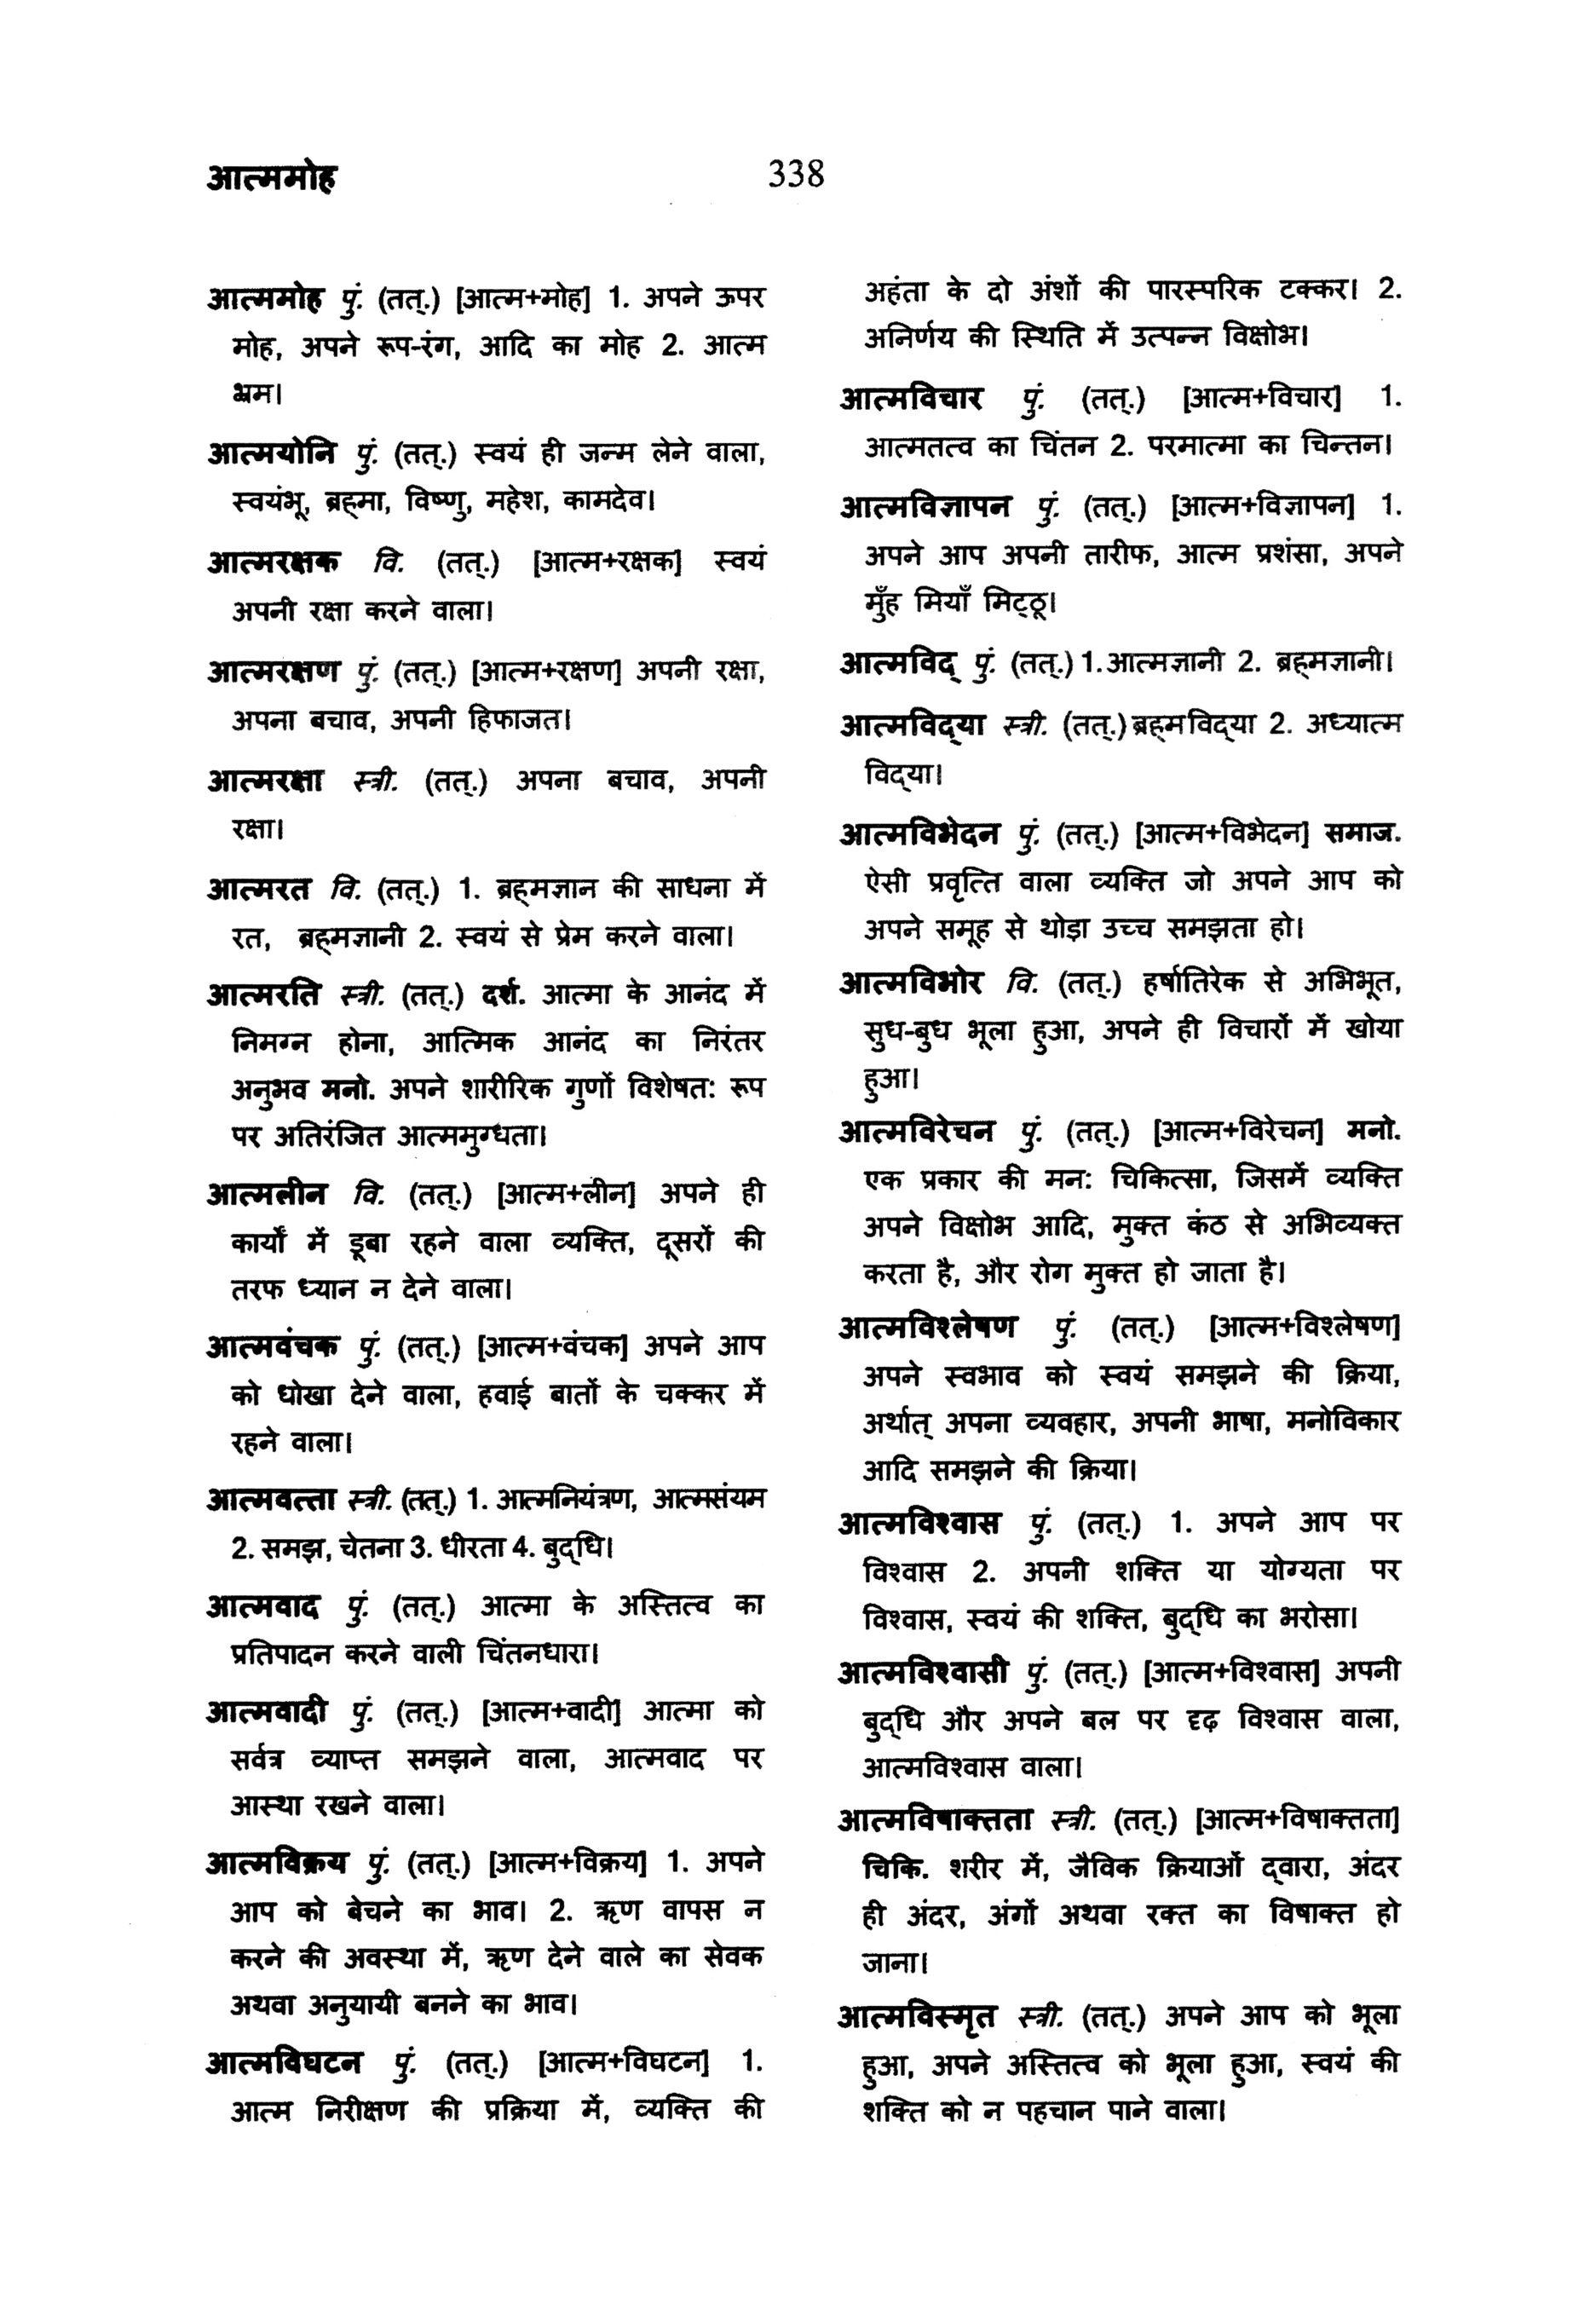 आत्ममोह
338
आत्ममोह पुं. (तत्.) [आत्म+मोह] 1. अपने ऊपर
मोह, अपने रूप-रंग, आदि का मोह 2. आत्म
भ्रम।
आत्मयोनि पुं. (तत्.) स्वयं ही जन्म लेने वाला,
स्वयंभू, ब्रह्मा, विष्णु, महेश, कामदेव।
आत्मरक्षक वि. (तत्.) [आत्म+रक्षक] स्वयं
अपनी रक्षा करने वाला।
आत्मरक्षण पुं. (तत्.) [आत्म+रक्षण] अपनी रक्षा,
अपना बचाव, अपनी हिफाजत।
आत्मरक्षा स्त्री. (तत्.) अपना बचाव, अपनी
रक्षा।
आत्मरत वि. (तत्.) 1. ब्रह्मज्ञान की साधना में
रत, ब्रह्मज्ञानी 2. स्वयं से प्रेम करने वाला।
आत्मरति स्त्री. (तत्.) दर्श. आत्मा के आनंद में
निमग्न होना, आत्मिक आनंद का निरंतर
अनुभव मनो. अपने शारीरिक गुणों विशेषत: रूप
पर अतिरंजित आत्ममुग्धता।
आत्मलीन वि. (तत्.) [आत्म+लीन] अपने ही
कार्यों में डूबा रहने वाला व्यक्ति, दूसरों की
तरफ ध्यान न देने वाला।
आत्मवंचक पुं. (तत्.) [आत्म+वंचक] अपने आप
को धोखा देने वाला, हवाई बातों के चक्कर में
रहने वाला।
आत्मवत्ता स्त्री. (तत्.) 1. आत्मनियंत्रण, आत्मसंयम
2. समझ, चेतना 3. धीरता 4. बुद्‌धि।
आत्मवाद पुं. (तत्.) आत्मा के अस्तित्व का
प्रतिपादन करने वाली चिंतनधारा।
आत्मवादी पुं. (तत्.) [आत्म+वादी] आत्मा को
सर्वत्र व्याप्त समझने वाला, आत्मवाद पर
आस्था रखने वाला।
आत्मविक्रय पुं. (तत्.) [आत्म+विक्रय] 1. अपने
आप को बेचने का भाव। 2. ऋण वापस न
करने की अवस्था में, ऋण देने वाले का सेवक
अथवा अनुयायी बनने का भाव।
आत्मविघटन पुं. (तत्.) [आत्म+विघटन] 1.
आत्म निरीक्षण की प्रक्रिया में, व्यक्ति की
अहंता के दो अंशों की पारस्परिक टक्कर। 2.
अनिर्णय की स्थिति में उत्पन्न विक्षोभ।
आत्मविचार पुं. (तत्.) [आत्म+विचार] 1.
आत्मतत्व का चिंतन 2. परमात्मा का चिन्तन।
आत्मविज्ञापन पुं. (तत्.) [आत्म+विज्ञापन] 1.
अपने आप अपनी तारीफ, आत्म प्रशंसा, अपने
मुँह मियाँ मिट्‌ठू।
आत्मविद् पुं. (तत्.) 1.आत्मज्ञानी 2. ब्रह्मज्ञानी।
आत्मविद्‌या स्त्री. (तत्.) ब्रह्मविद्‌या 2. अध्यात्म
विद्‌या।
आत्मविभेदन पुं. (तत्.) [आत्म+विभेदन] समाज.
ऐसी प्रवृत्ति वाला व्यक्ति जो अपने आप को
अपने समूह से थोड़ा उच्च समझता हो।
आत्मविभोर वि. (तत्.) हर्षातिरेक से अभिभूत,
सुध-बुध भूला हुआ, अपने ही विचारों में खोया
हुआ।
आत्मविरेचन पुं. (तत्.) [आत्म+विरेचन] मनो.
एक प्रकार की मन: चिकित्सा, जिसमें व्यक्ति
अपने विक्षोभ आदि, मुक्त कंठ से अभिव्यक्त
करता है, और रोग मुक्त हो जाता है।
आत्मविश्लेषण पुं. (तत्.) [आत्म+विश्लेषण]
अपने स्वभाव को स्वयं समझने की क्रिया,
अर्थात् अपना व्यवहार, अपनी भाषा, मनोविकार
आदि समझने की क्रिया।
आत्मविश्वास पुं. (तत्.) 1. अपने आप पर
विश्वास 2. अपनी शक्ति या योग्यता पर
विश्वास, स्वयं की शक्ति, बुद्‌धि का भरोसा।
आत्मविश्वासी पुं. (तत्.) [आत्म+विश्वास] अपनी
बुद्‌धि और अपने बल पर दृढ़ विश्वास वाला,
आत्मविश्वास वाला।
आत्मविषाक्तता स्त्री. (तत्.) [आत्म+विषाक्तता]
चिकि. शरीर में, जैविक क्रियाओं द्‌वारा, अंदर
ही अंदर, अंगों अथवा रक्त का विषाक्त हो
जाना।
आत्मविस्मृत स्त्री. (तत्.) अपने आप को भूला
हुआ, अपने अस्तित्व को भूला हुआ, स्वयं की
शक्ति को न पहचान पाने वाला।